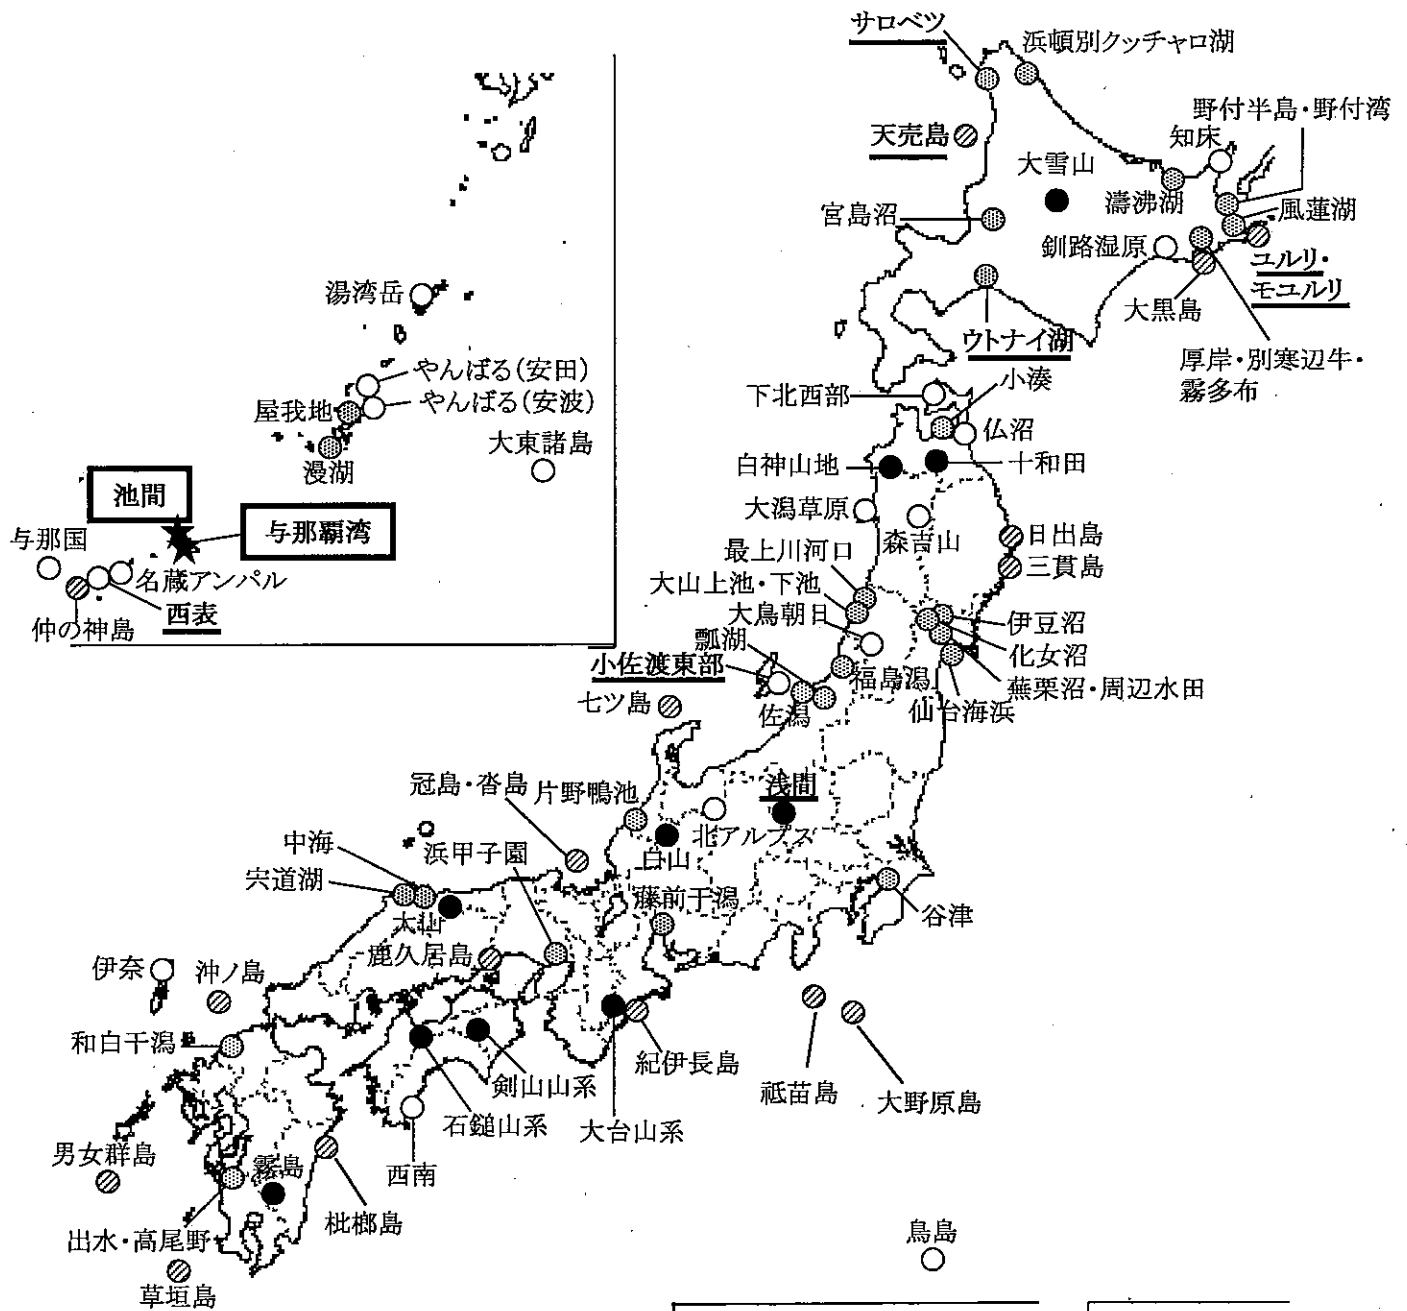 サロベツ
浜頓別クッチャロ湖
野付半島・野付湾
天売島
知床
大雪山
濤沸湖
宮島沼
風蓮湖
釧路湿原
ユルリ・
モユルリ
大黒島
ウトナイ湖
厚岸・別寒辺牛・
霧多布
湯湾岳
やんばる(安田)
やんばる(安波)
屋我地
大東諸島
漫湖
池間
与那覇湾
与那国
名蔵アンパル
西表
仲の神島
小湊
下北西部
仏沼
白神山地
十和田
大潟草原
森吉山
日出島
最上川河口
三貫島
大山上池・下池
大鳥朝日
伊豆沼
瓢湖
化女沼
小佐渡東部
福島潟
蕪栗沼・周辺水田
七ツ島
佐潟
仙台海浜
冠島・沓島
片野鴨池
浅間
北アルプス
中海
浜甲子園
白山
宍道湖
藤前干潟
大山
谷津
鹿久居島
伊奈
沖ノ島
和白干潟
紀伊長島
剣山山系
祗苗島
大野原島
石鎚山系
大台山系
男女群島
霧島
西南
出水・高尾野
枇榔島
鳥島
草垣島